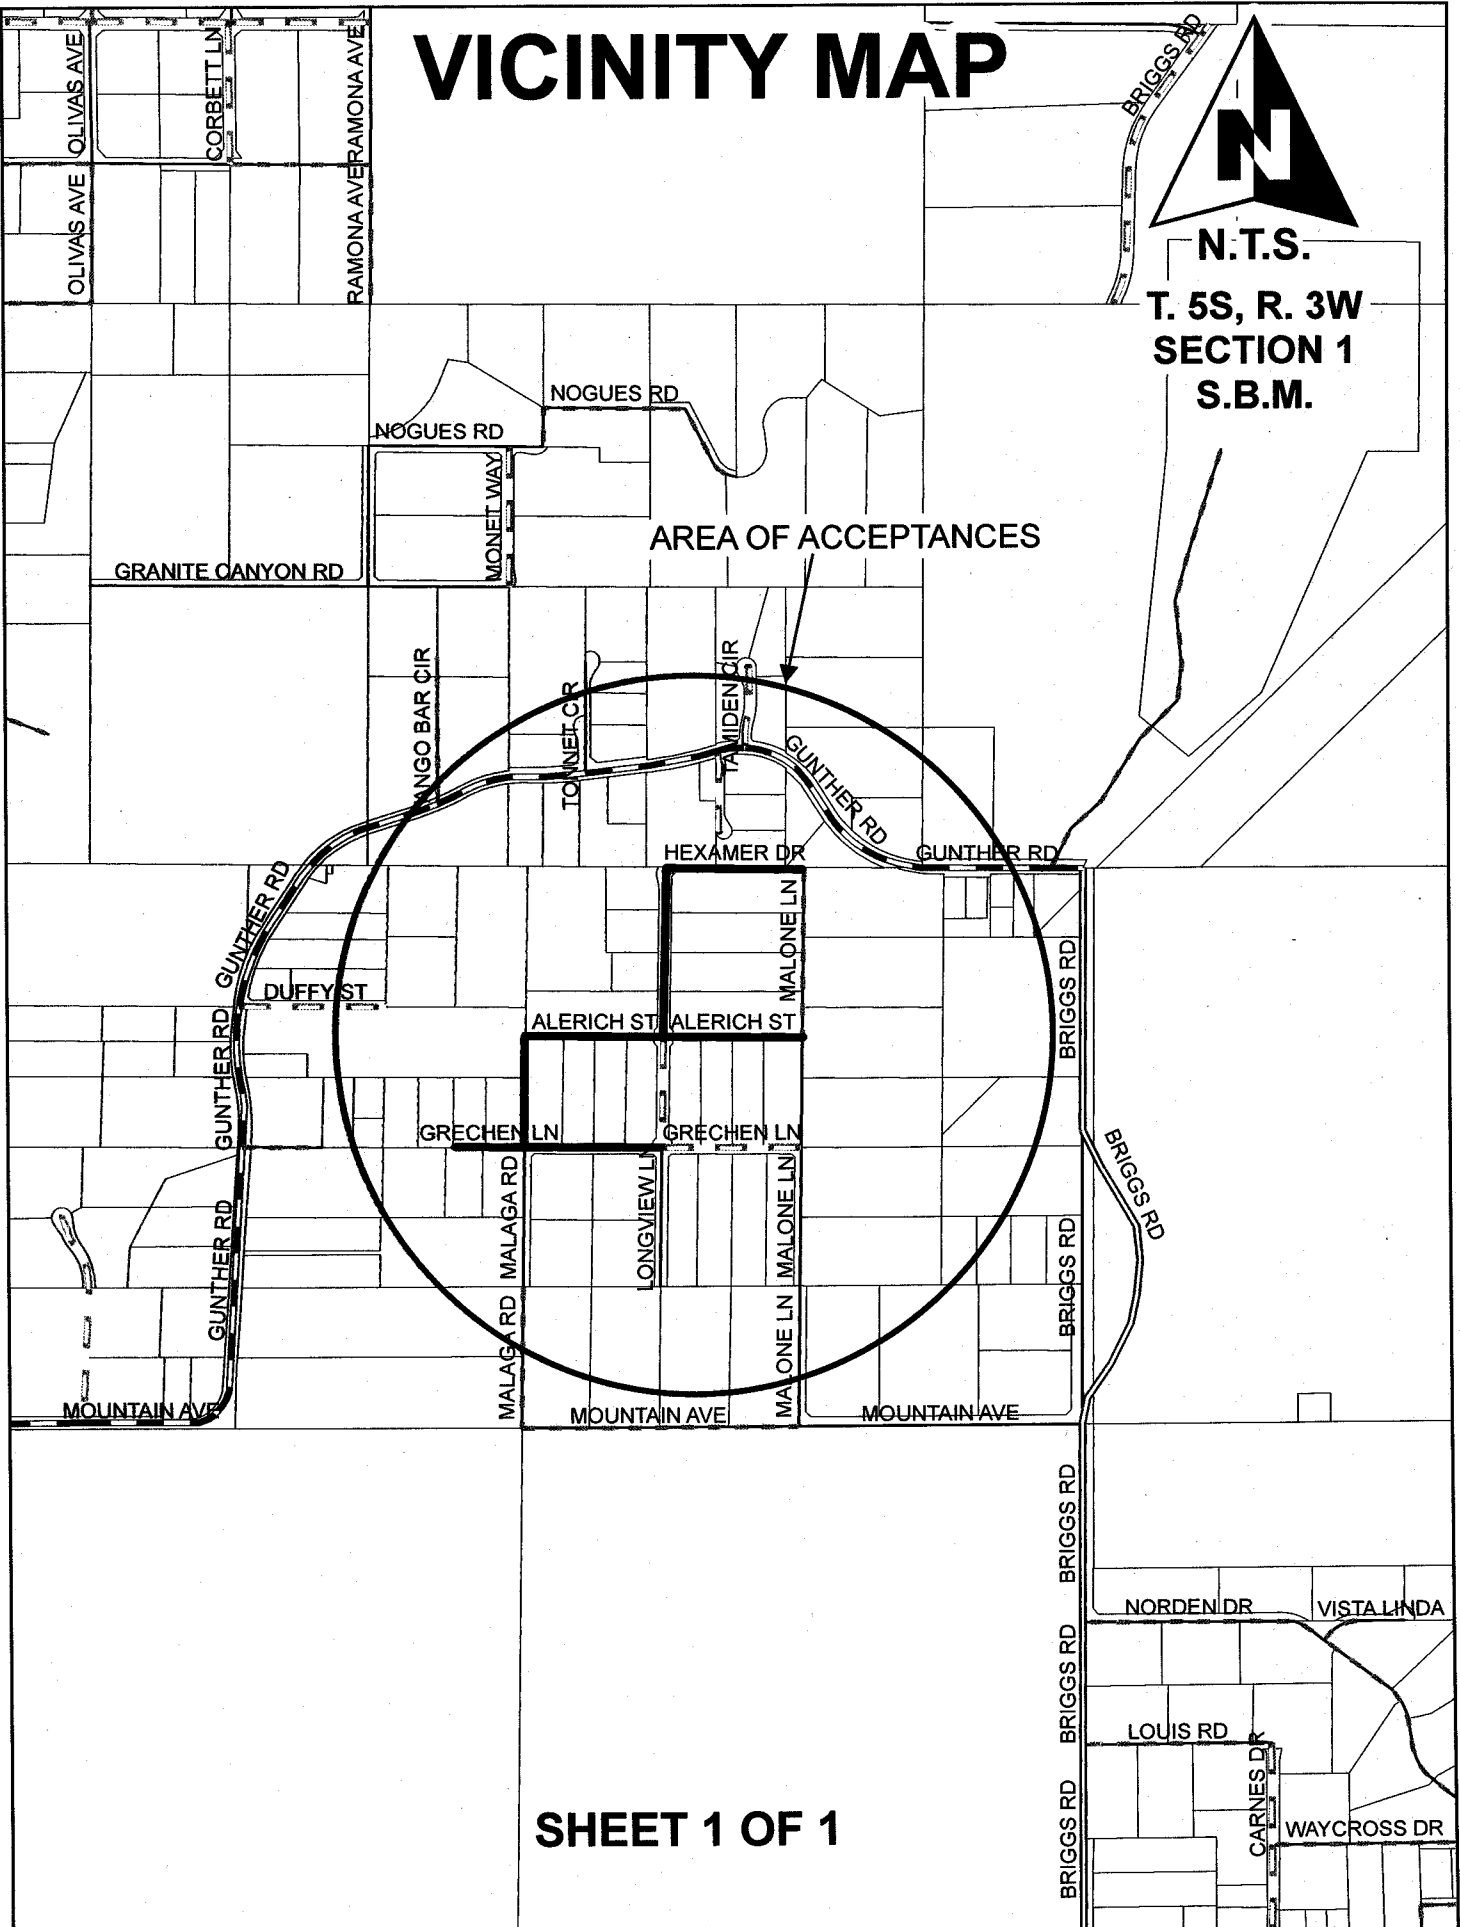 VICINITY MAP
OLIVAS AVE
CORBETT LN
RAMONA AVE
BRIGGS RD
N
OLIVAS AVE
RAMONA AVE
N.T.S.
T. 5S, R. 3W
SECTION 1
S.B.M.
NOGUES RD
NOGUES RD
MONET WAY
AREA OF ACCEPTANCES
GRANITE CANYON RD
ANGO BAR CIR
TONNET CIR
TAMIDEN CIR
GUNTHER RD
HEXAMER DR
GUNTHER RD
GUNTHER RD
MALONE LN
BRIGGS RD
DUFFY ST
ALERICH ST
ALERICH ST
GUNTHER RD
GRECHEN LN
GRECHEN LN
BRIGGS RD
GUNTHER RD
MALAGA RD
LONGVIEW L
MALONE LN
BRIGGS RD
MALAGA RD
MALONE LN
MOUNTAIN AVE
MOUNTAIN AVE
MOUNTAIN AVE
BRIGGS RD
NORDEN DR
VISTA LINDA
BRIGGS RD
LOUIS RD
CARNES DR
BRIGGS RD
WAYCROSS DR
SHEET 1 OF 1